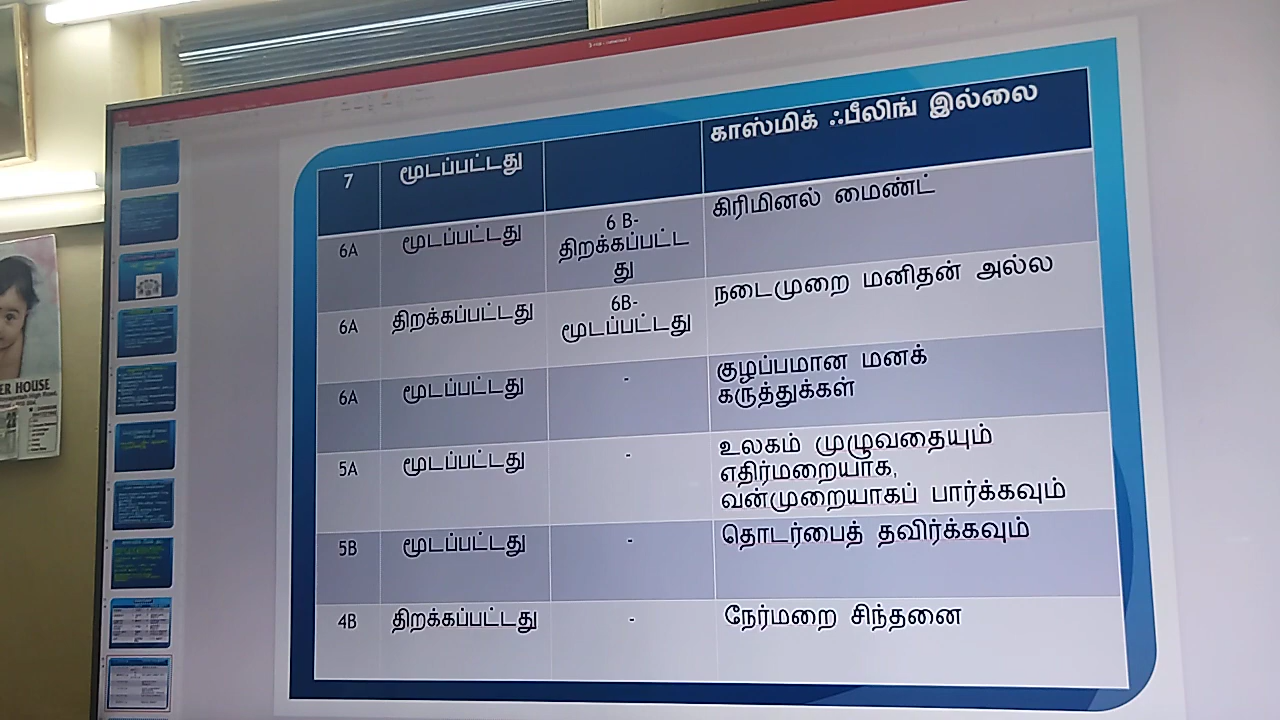 7 மூடப்பட்டது காஸ்மிக் ஃபீலிங் இல்லை
6A மூடப்பட்டது 6 B- திறக்கப்பட்ட து கிரிமினல் மைண்ட்
6A திறக்கப்பட்டது 6B- மூடப்பட்டது நடைமுறை மனிதன் அல்ல
6A மூடப்பட்டது - குழப்பமான மனக் கருத்துக்கள்
5A மூடப்பட்டது - உலகம் முழுவதையும் எதிர்மறையாக, வன்முறையாகப் பார்க்கவும்
5B மூடப்பட்டது - தொடர்பைத் தவிர்க்கவும்
4B திறக்கப்பட்டது - நேர்மறை சிந்தனை
ER HOUSE